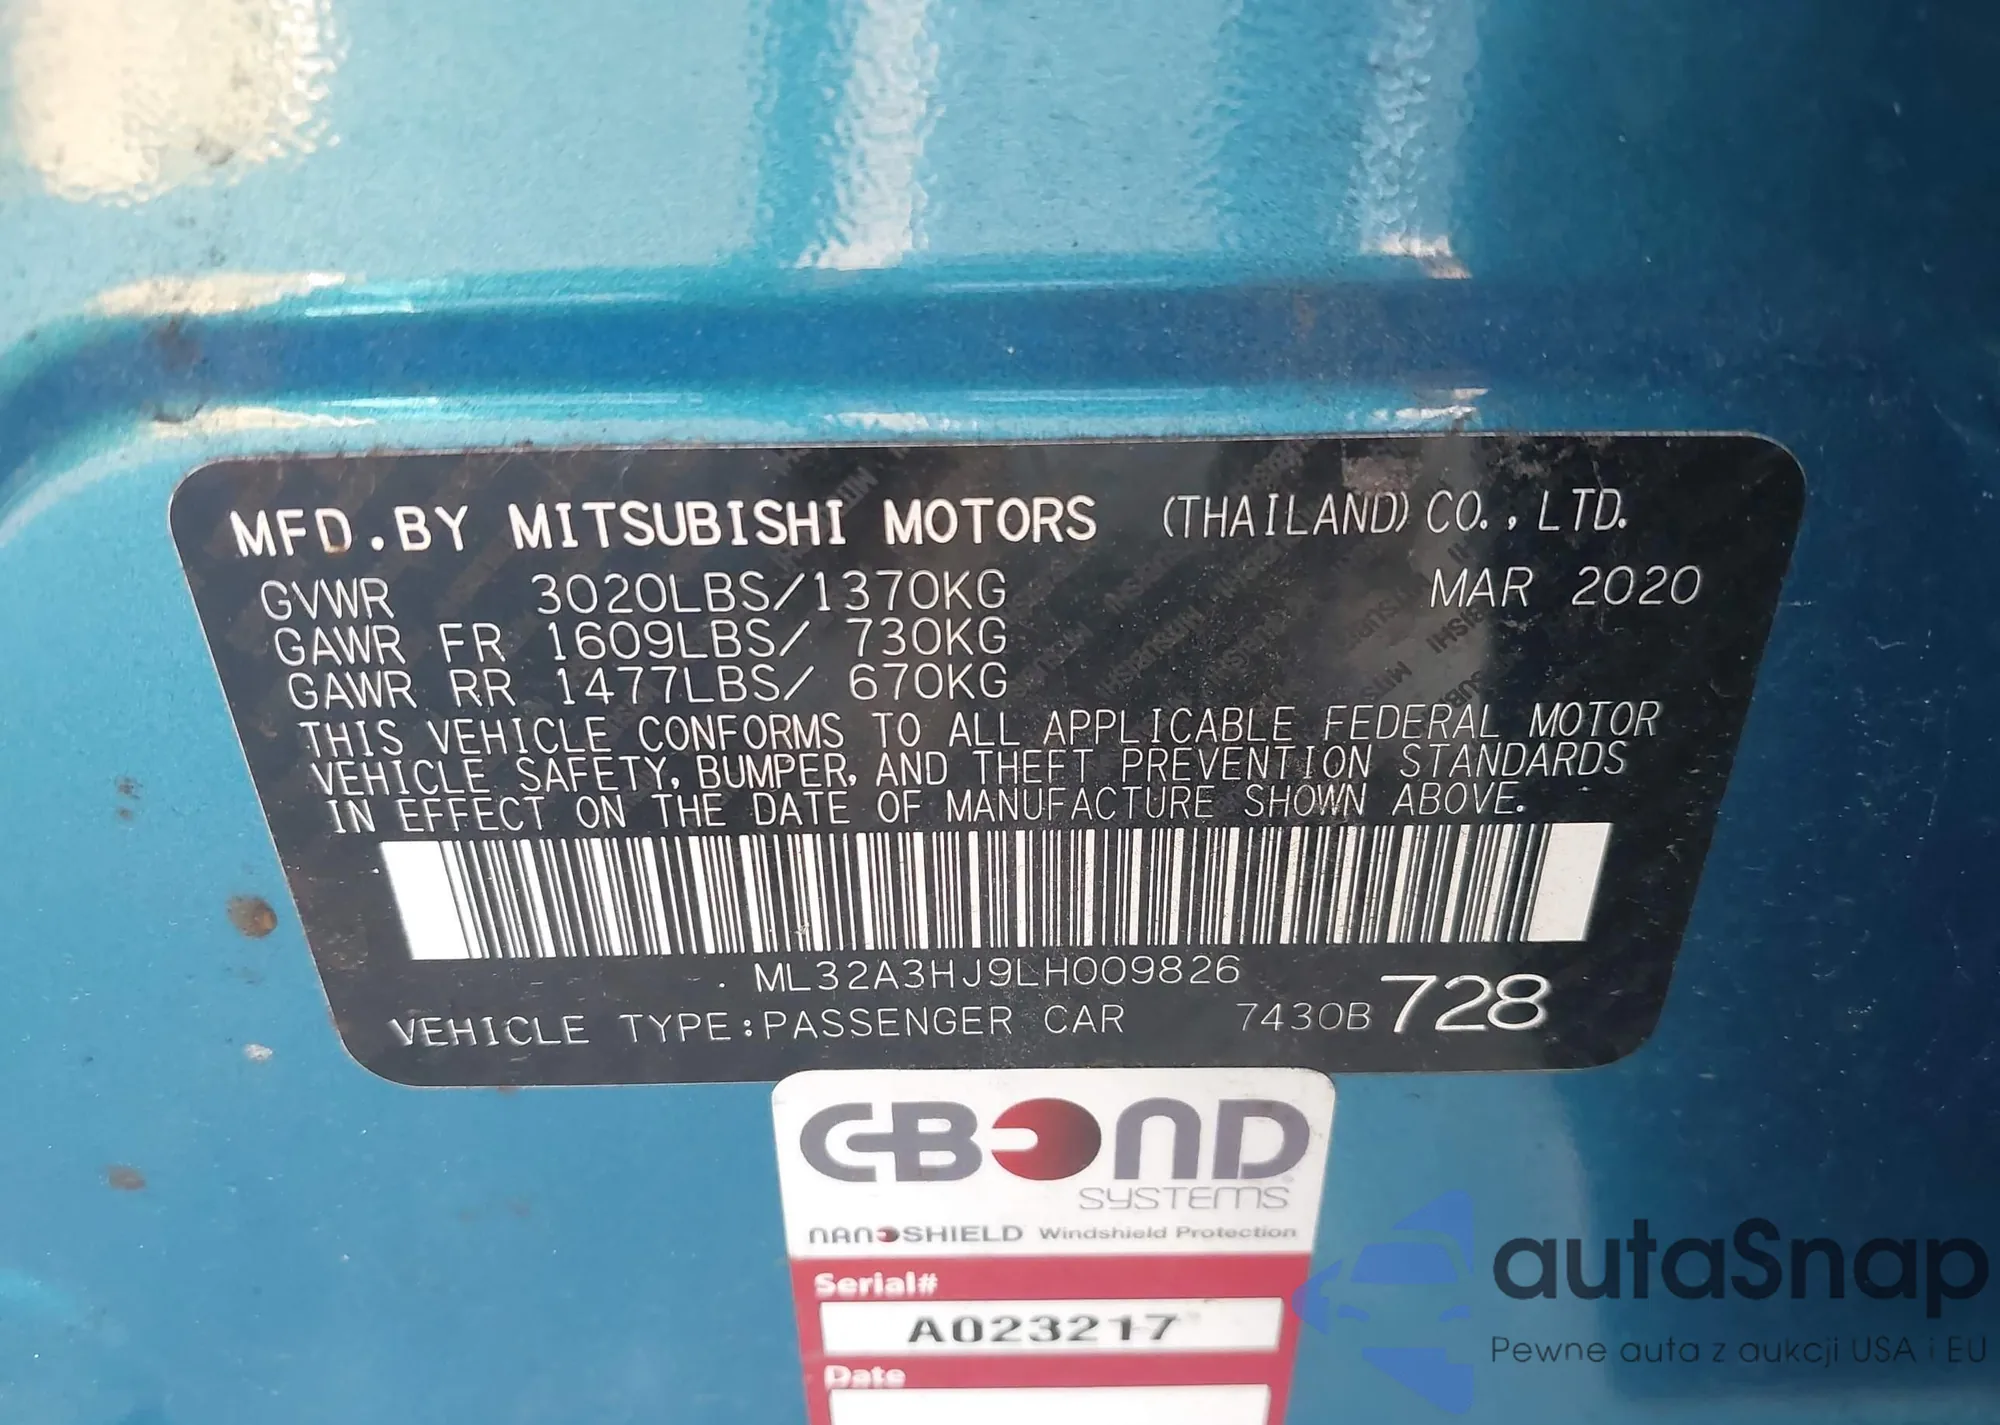 MFD.BY MITSUBISHI MOTORS (THAILAND) CO., LTD.
GVWR 3020LBS/1370KG MAR 2020
GAWR FR 1609LBS/ 730KG
GAWR RR 1477LBS/ 670KG
THIS VEHICLE CONFORMS TO ALL APPLICABLE FEDERAL MOTOR
VEHICLE SAFETY, BUMPER, AND THEFT PREVENTION STANDARDS
IN EFFECT ON THE DATE OF MANUFACTURE SHOWN ABOVE.
ML32A3HJ9LH009826
VEHICLE TYPE:PASSENGER CAR 7430B 728
C-BOND
SYSTEMS
NANOSHIELD Windshield Protection
Serial#
A023217
Date
autaSnap
Pewne auta z aukcji USA i EU